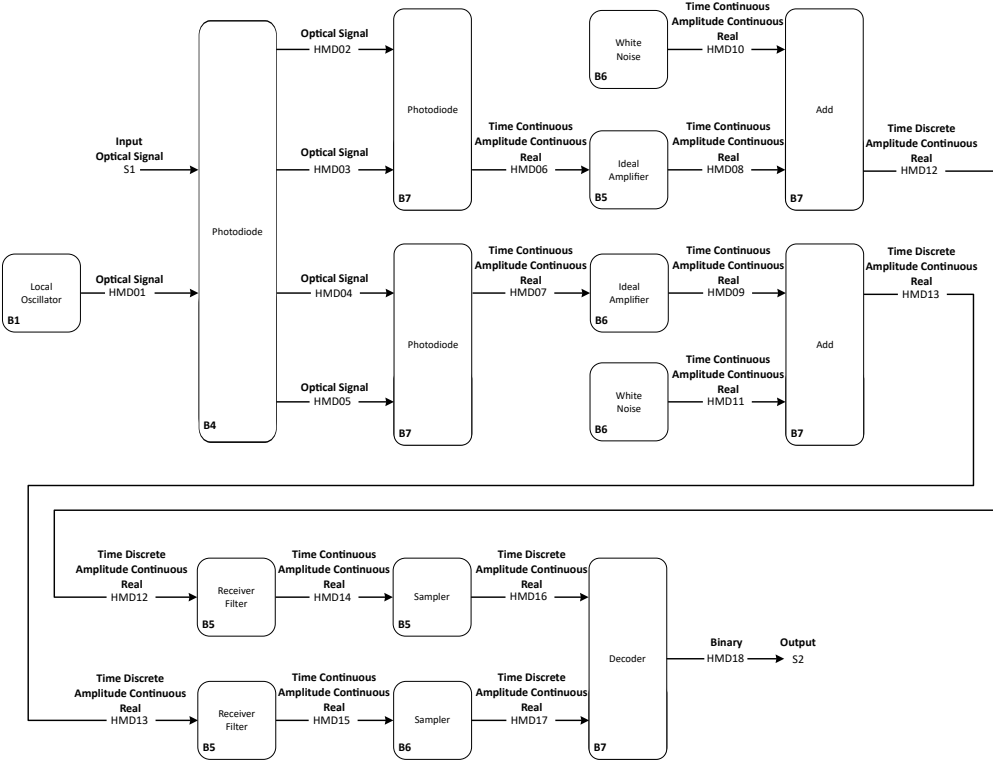 Optical Signal
HMD02
Photodiode
B7
White
Noise
B6
Time Continuous
Amplitude Continuous
Real
HMD10
Add
B7
Input
Optical Signal
S1
Photodiode
B4
Optical Signal
HMD03
Time Continuous
Amplitude Continuous
Real
HMD06
Ideal
Amplifier
B5
Time Continuous
Amplitude Continuous
Real
HMD08
Time Discrete
Amplitude Continuous
Real
HMD12
Local
Oscillator
B1
Optical Signal
HMD01
Optical Signal
HMD04
Photodiode
B7
Time Continuous
Amplitude Continuous
Real
HMD07
Ideal
Amplifier
B6
Time Continuous
Amplitude Continuous
Real
HMD09
Add
B7
Time Discrete
Amplitude Continuous
Real
HMD13
Optical Signal
HMD05
White
Noise
B6
Time Continuous
Amplitude Continuous
Real
HMD11
Time Discrete
Amplitude Continuous
Real
HMD12
Receiver
Filter
B5
Time Continuous
Amplitude Continuous
Real
HMD14
Sampler
B5
Time Discrete
Amplitude Continuous
Real
HMD16
Decoder
B7
Binary
HMD18
Output
S2
Time Discrete
Amplitude Continuous
Real
HMD13
Receiver
Filter
B5
Time Continuous
Amplitude Continuous
Real
HMD15
Sampler
B6
Time Discrete
Amplitude Continuous
Real
HMD17